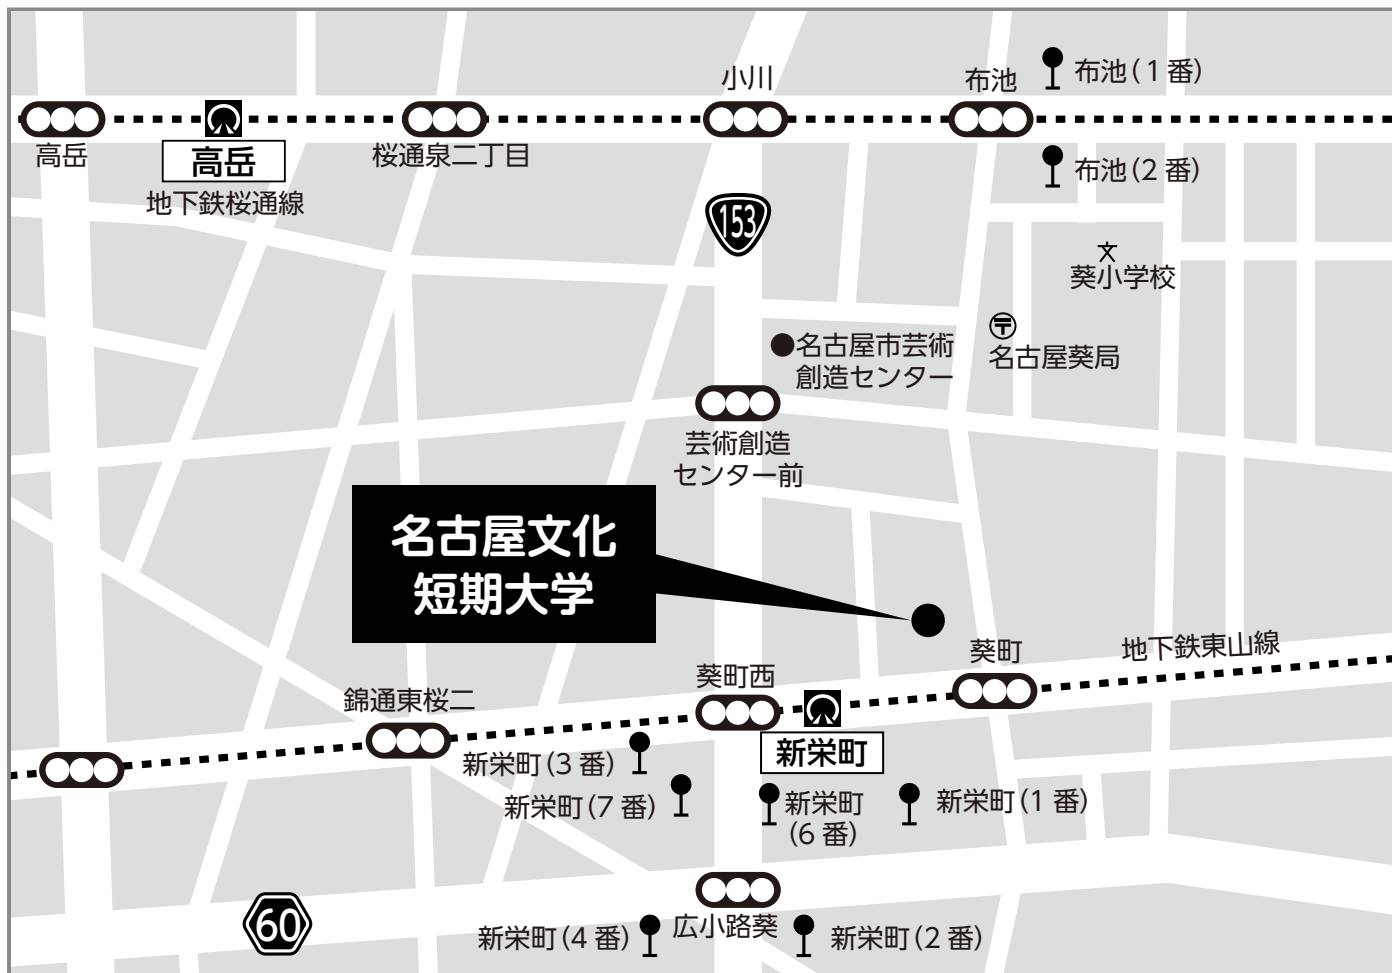 小川
布池
布池(1 番)
高岳
高岳
地下鉄桜通線
桜通泉二丁目
布池(2 番)
153
葵小学校
名古屋市芸術
創造センター
名古屋葵局
芸術創造
センター前
名古屋文化
短期大学
葵町
地下鉄東山線
葵町西
錦通東桜二
新栄町
新栄町(3 番)
新栄町(7 番)
新栄町
(6 番)
新栄町(1 番)
60
新栄町(4 番)
広小路葵
新栄町(2 番)